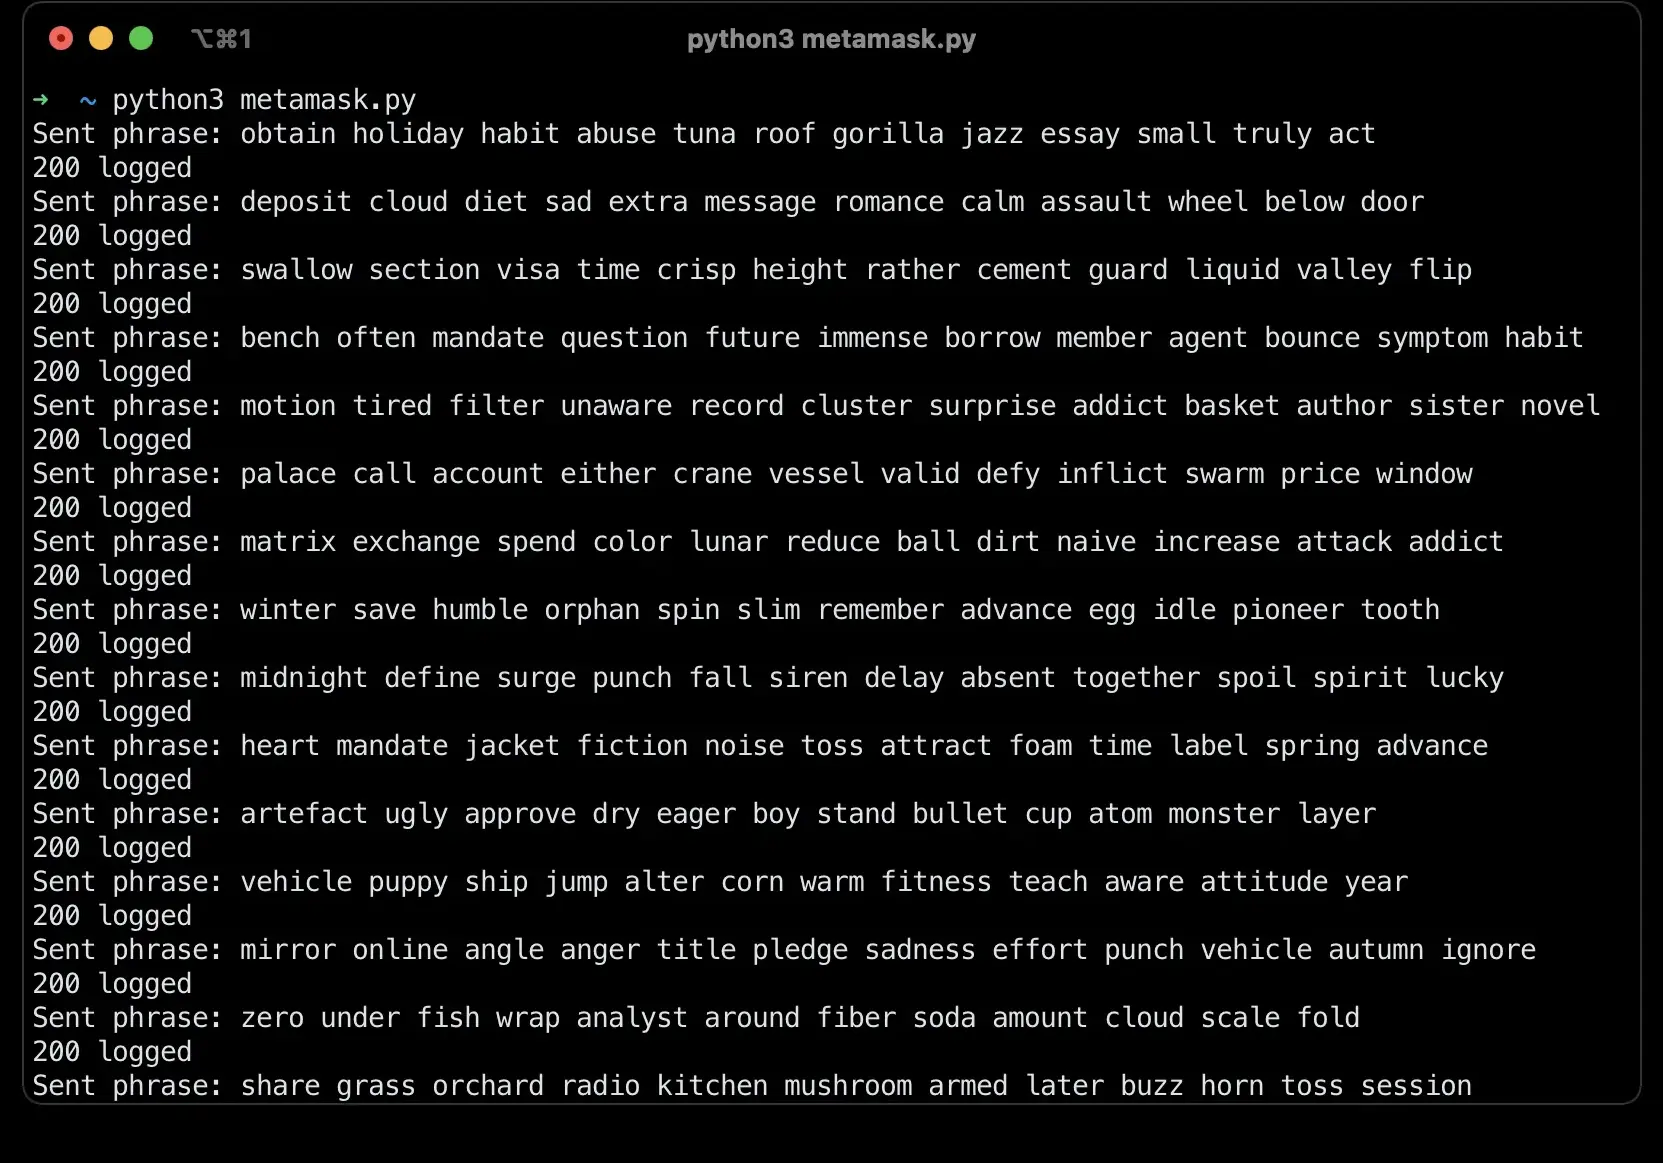 ⌥⌘1
python3 metamask.py
➜ ~ python3 metamask.py
Sent phrase: obtain holiday habit abuse tuna roof gorilla jazz essay small truly act
200 logged
Sent phrase: deposit cloud diet sad extra message romance calm assault wheel below door
200 logged
Sent phrase: swallow section visa time crisp height rather cement guard liquid valley flip
200 logged
Sent phrase: bench often mandate question future immense borrow member agent bounce symptom habit
200 logged
Sent phrase: motion tired filter unaware record cluster surprise addict basket author sister novel
200 logged
Sent phrase: palace call account either crane vessel valid defy inflict swarm price window
200 logged
Sent phrase: matrix exchange spend color lunar reduce ball dirt naive increase attack addict
200 logged
Sent phrase: winter save humble orphan spin slim remember advance egg idle pioneer tooth
200 logged
Sent phrase: midnight define surge punch fall siren delay absent together spoil spirit lucky
200 logged
Sent phrase: heart mandate jacket fiction noise toss attract foam time label spring advance
200 logged
Sent phrase: artefact ugly approve dry eager boy stand bullet cup atom monster layer
200 logged
Sent phrase: vehicle puppy ship jump alter corn warm fitness teach aware attitude year
200 logged
Sent phrase: mirror online angle anger title pledge sadness effort punch vehicle autumn ignore
200 logged
Sent phrase: zero under fish wrap analyst around fiber soda amount cloud scale fold
200 logged
Sent phrase: share grass orchard radio kitchen mushroom armed later buzz horn toss session